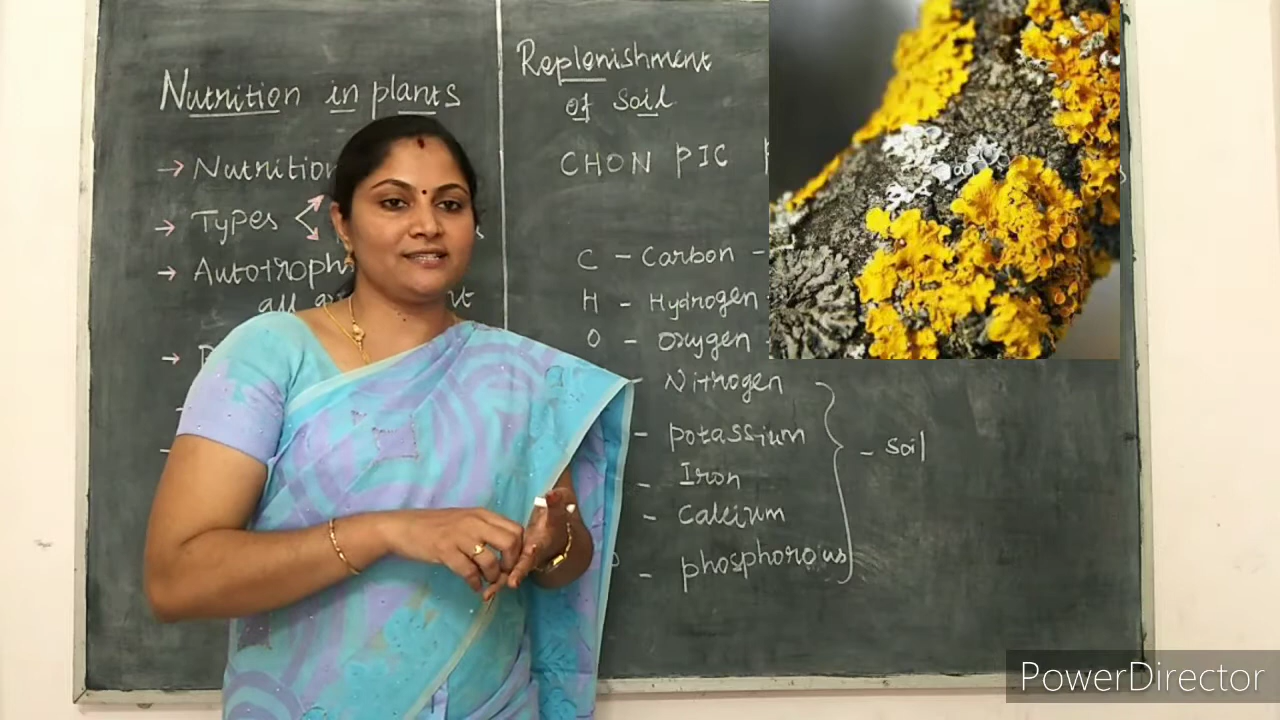 Nutrition in plants
→ Nutrition
→ Types <
→ Autotroph
all
→
Replenishment
of Soil
CHON PIC P
C - Carbon -
H - Hydrogen -
O - oxygen -
- Nitrogen
- potassium
- Iron
- calcium
- phosphorous
- soil
PowerDirector